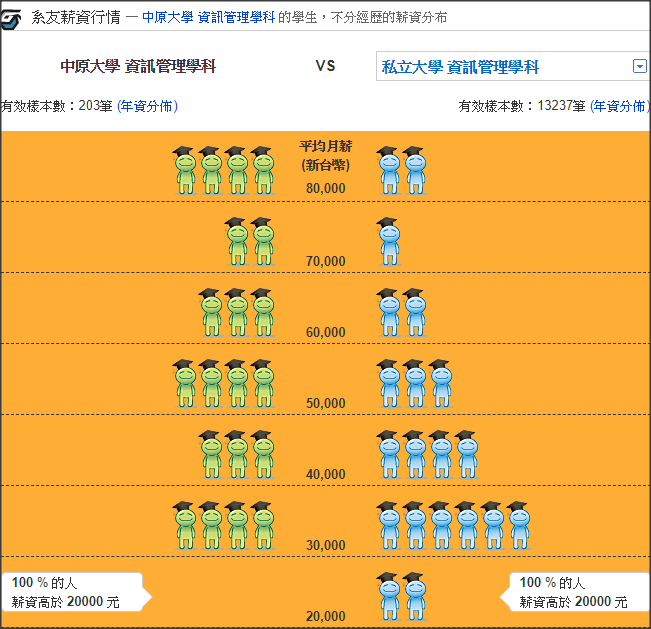 系友薪資行情 — 中原大學 資訊管理學科 的學生，不分經歷的薪資分布
中原大學 資訊管理學科 VS 私立大學 資訊管理學科
有效樣本數：203筆 (年資分佈) 有效樣本數：13237筆 (年資分佈)
平均月薪
(新台幣)
80,000
70,000
60,000
50,000
40,000
30,000
100 % 的人
薪資高於 20000 元
100 % 的人
薪資高於 20000 元
20,000